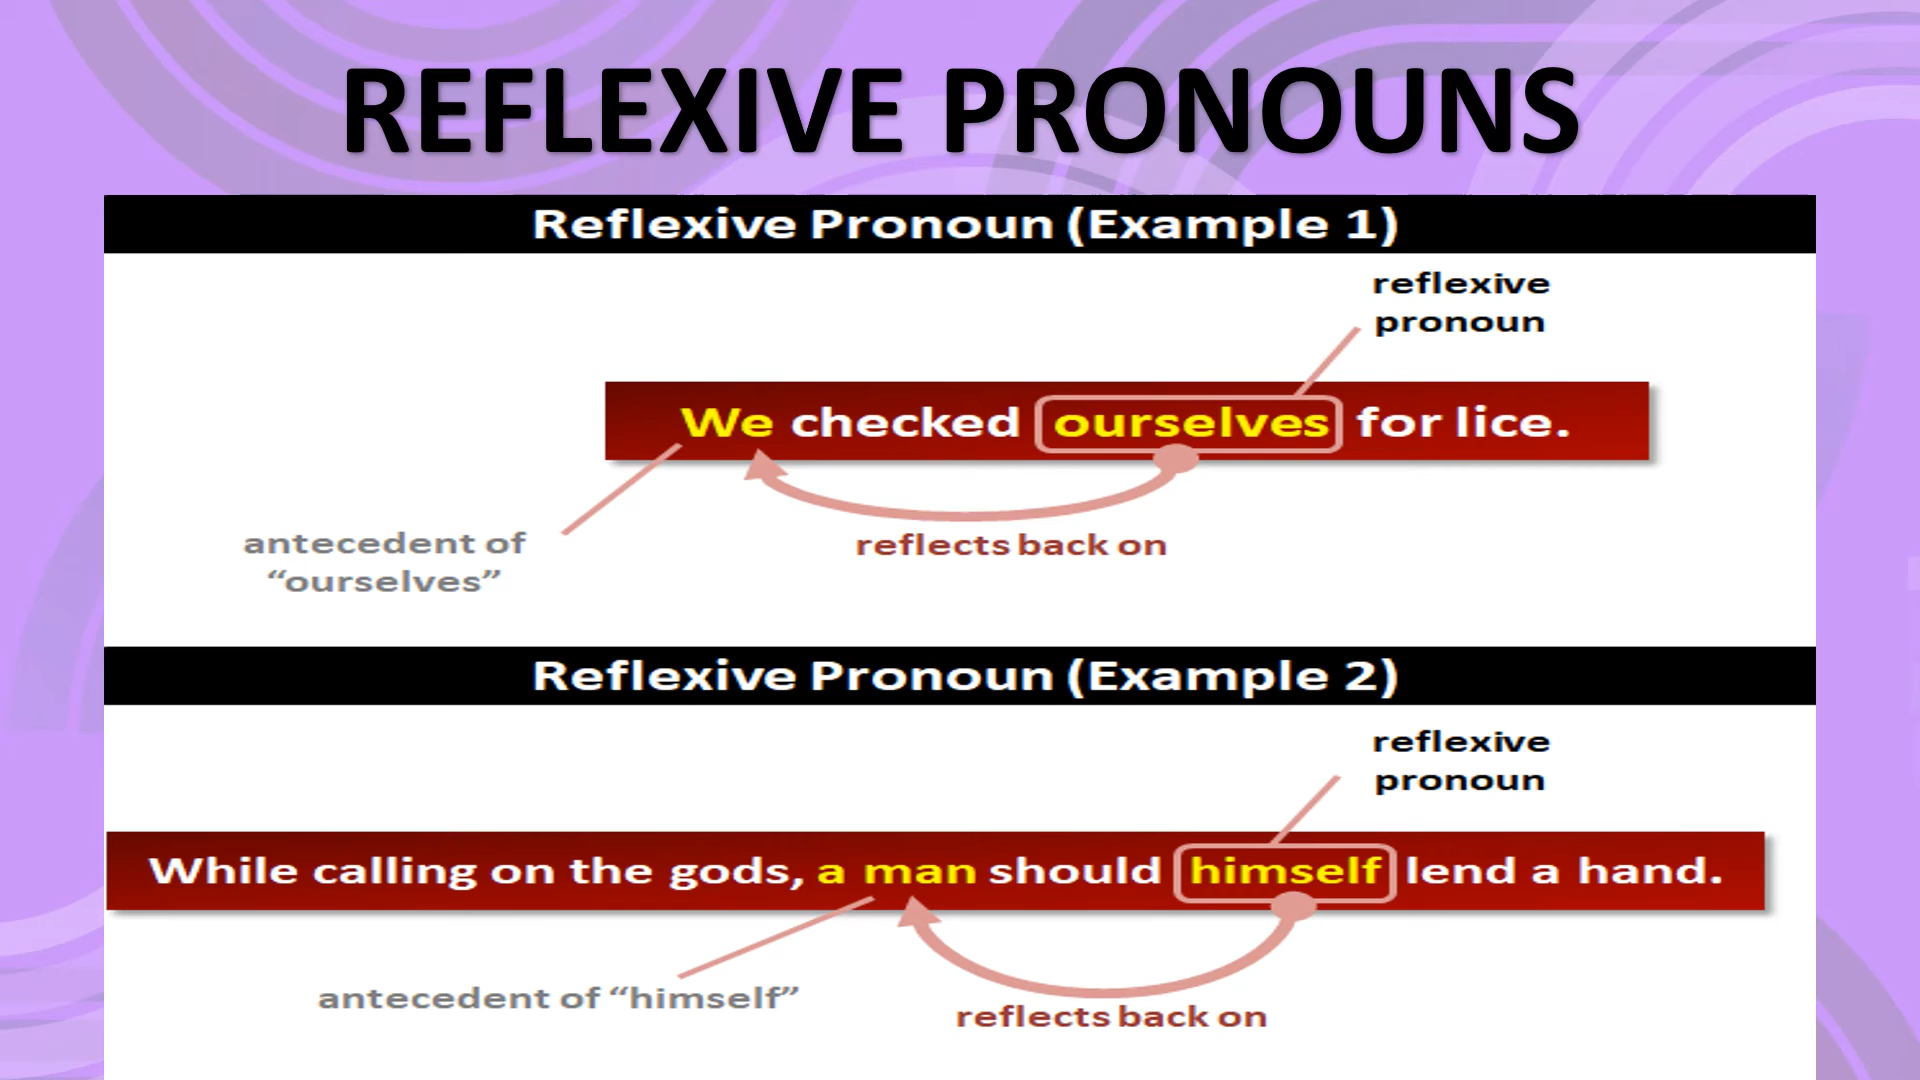 REFLEXIVE PRONOUNS
Reflexive Pronoun (Example 1)
reflexive
pronoun
We checked ourselves for lice.
antecedent of
“ourselves”
reflects back on
Reflexive Pronoun (Example 2)
reflexive
pronoun
While calling on the gods, a man should himself lend a hand.
antecedent of “himself”
reflects back on